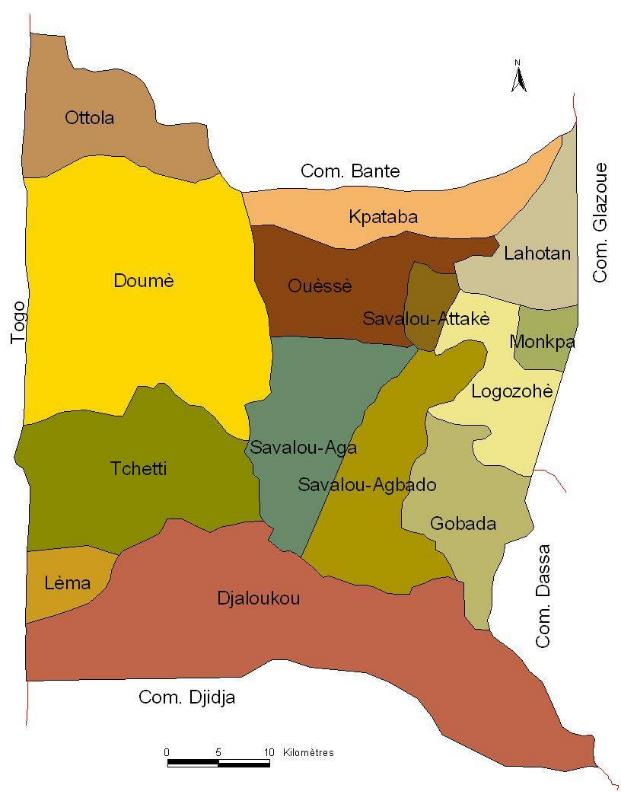 N
Ottola
Com. Bante
Kpataba
Com. Glazoue
Lahotan
Doumè
Ouèssè
Togo
Savalou-Attakè
Monkpa
Logozohè
Savalou-Aga
Tchetti
Savalou-Agbado
Gobada
Lèma
Djaloukou
Com. Dassa
Com. Djidja
0 5 10 Kilomètres